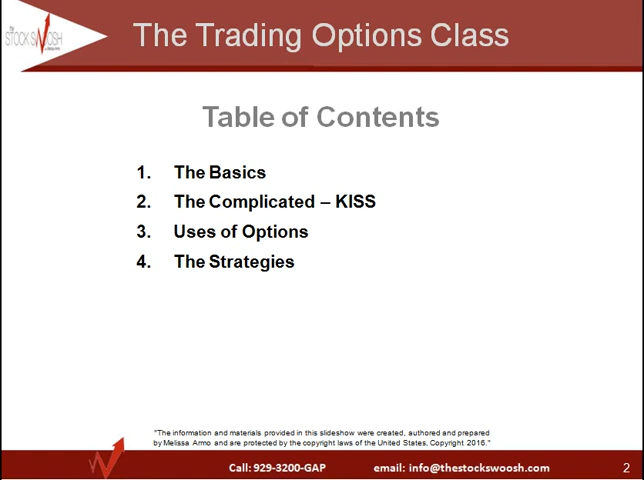 The
STOCK SWOOSH
The Trading Options Class
Table of Contents
1. The Basics
2. The Complicated – KISS
3. Uses of Options
4. The Strategies
"The information and materials provided in this slideshow were created, authored and prepared
by Melissa Armo and are protected by the copyright laws of the United States, Copyright 2016."
Call: 929-3200-GAP email: info@thestockswoosh.com 2